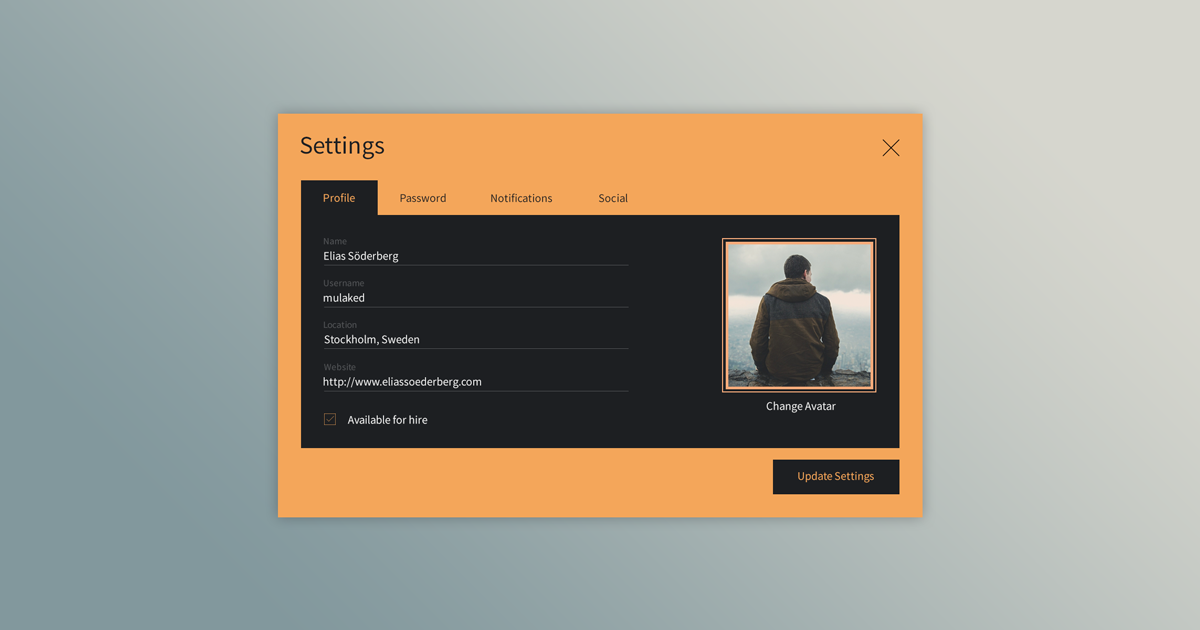 Settings
Profile Password Notifications Social
Name
Elias Söderberg
Username
mulaked
Location
Stockholm, Sweden
Website
http://www.eliassoederberg.com
Available for hire
Change Avatar
Update Settings